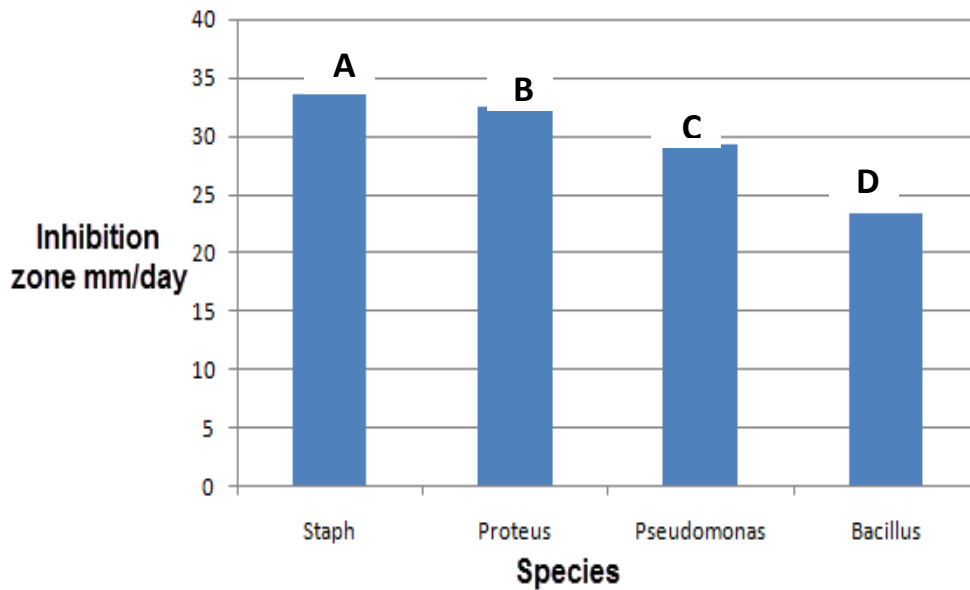 40
35
30
25
20
15
10
5
0
Inhibition
zone mm/day
A
B
C
D
Staph Proteus Pseudomonas Bacillus
Species